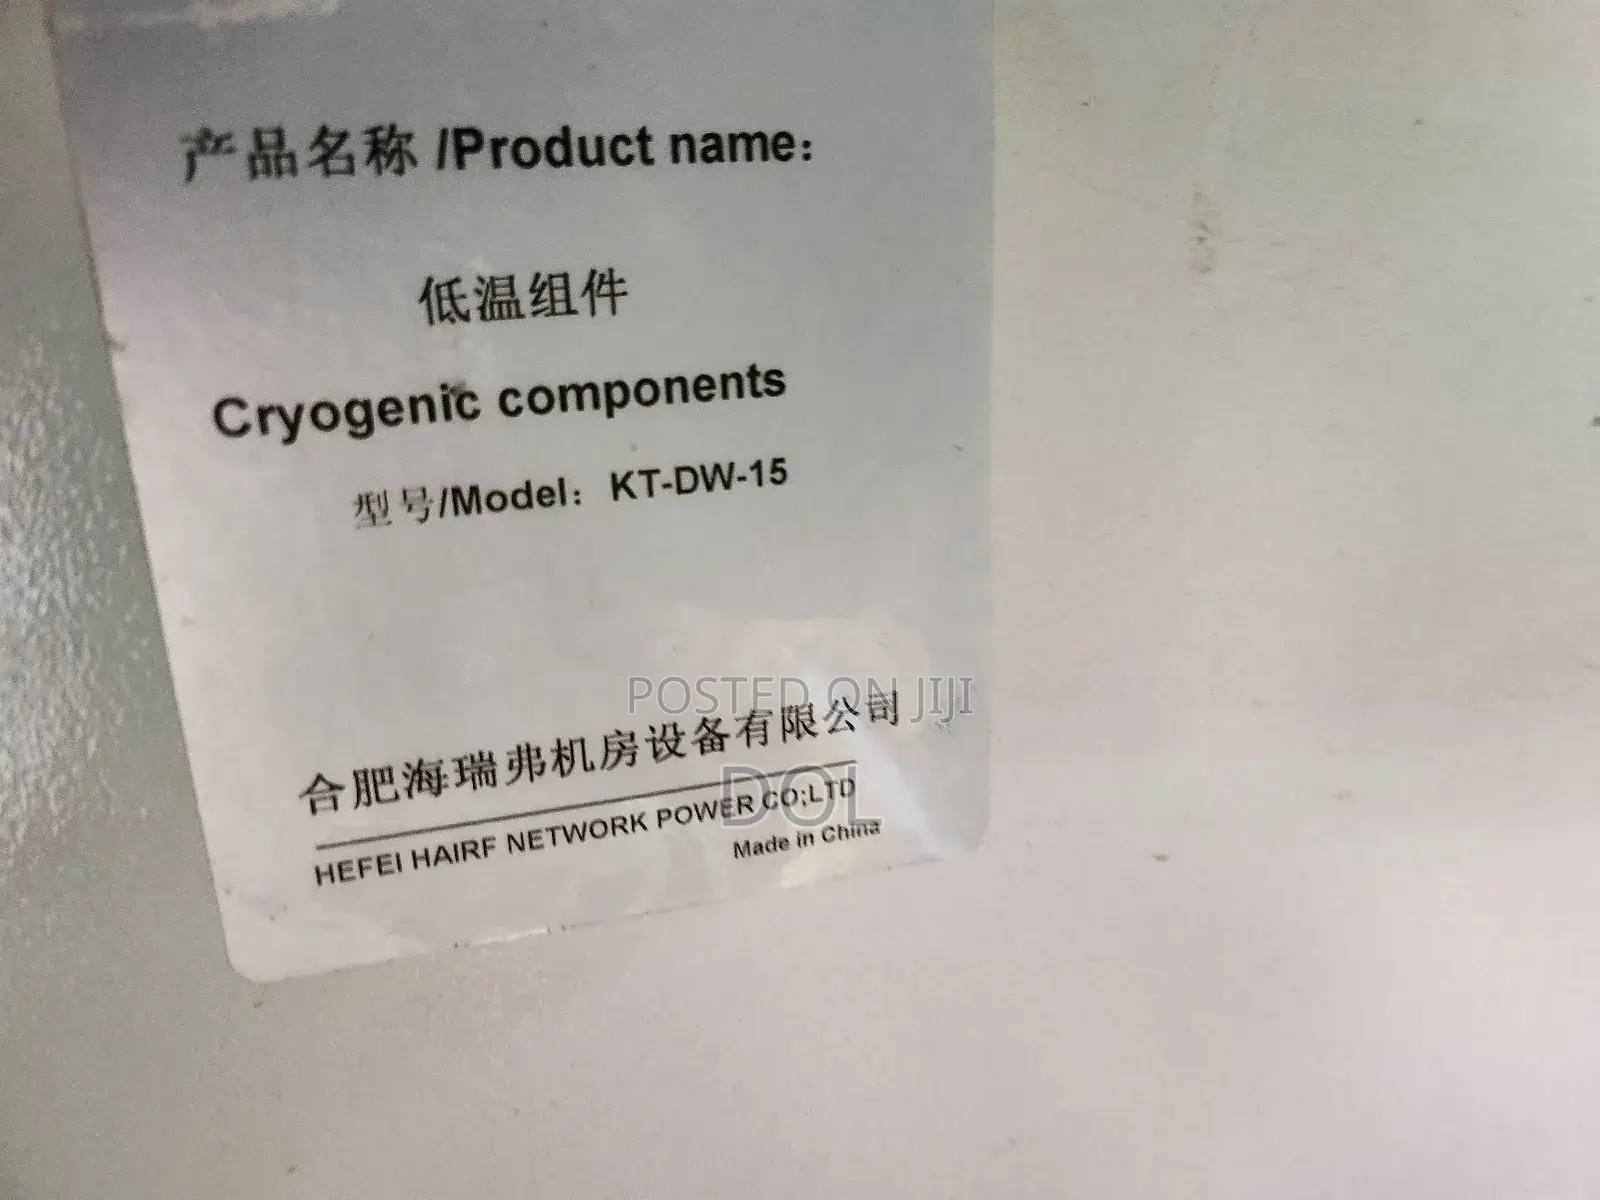 产品名称 /Product name:
低温组件
Cryogenic components
型号/Model: KT-DW-15
POSTED ON JIJI
合肥海瑞弗机房设备有限公司
DOL
HEFEI HAIRF NETWORK POWER CO;LTD
Made in China